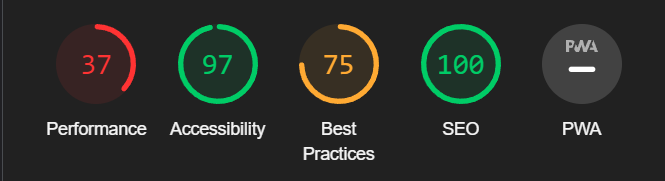 37
97
75
100
PWA
Performance
Accessibility
Best
Practices
SEO
PWA